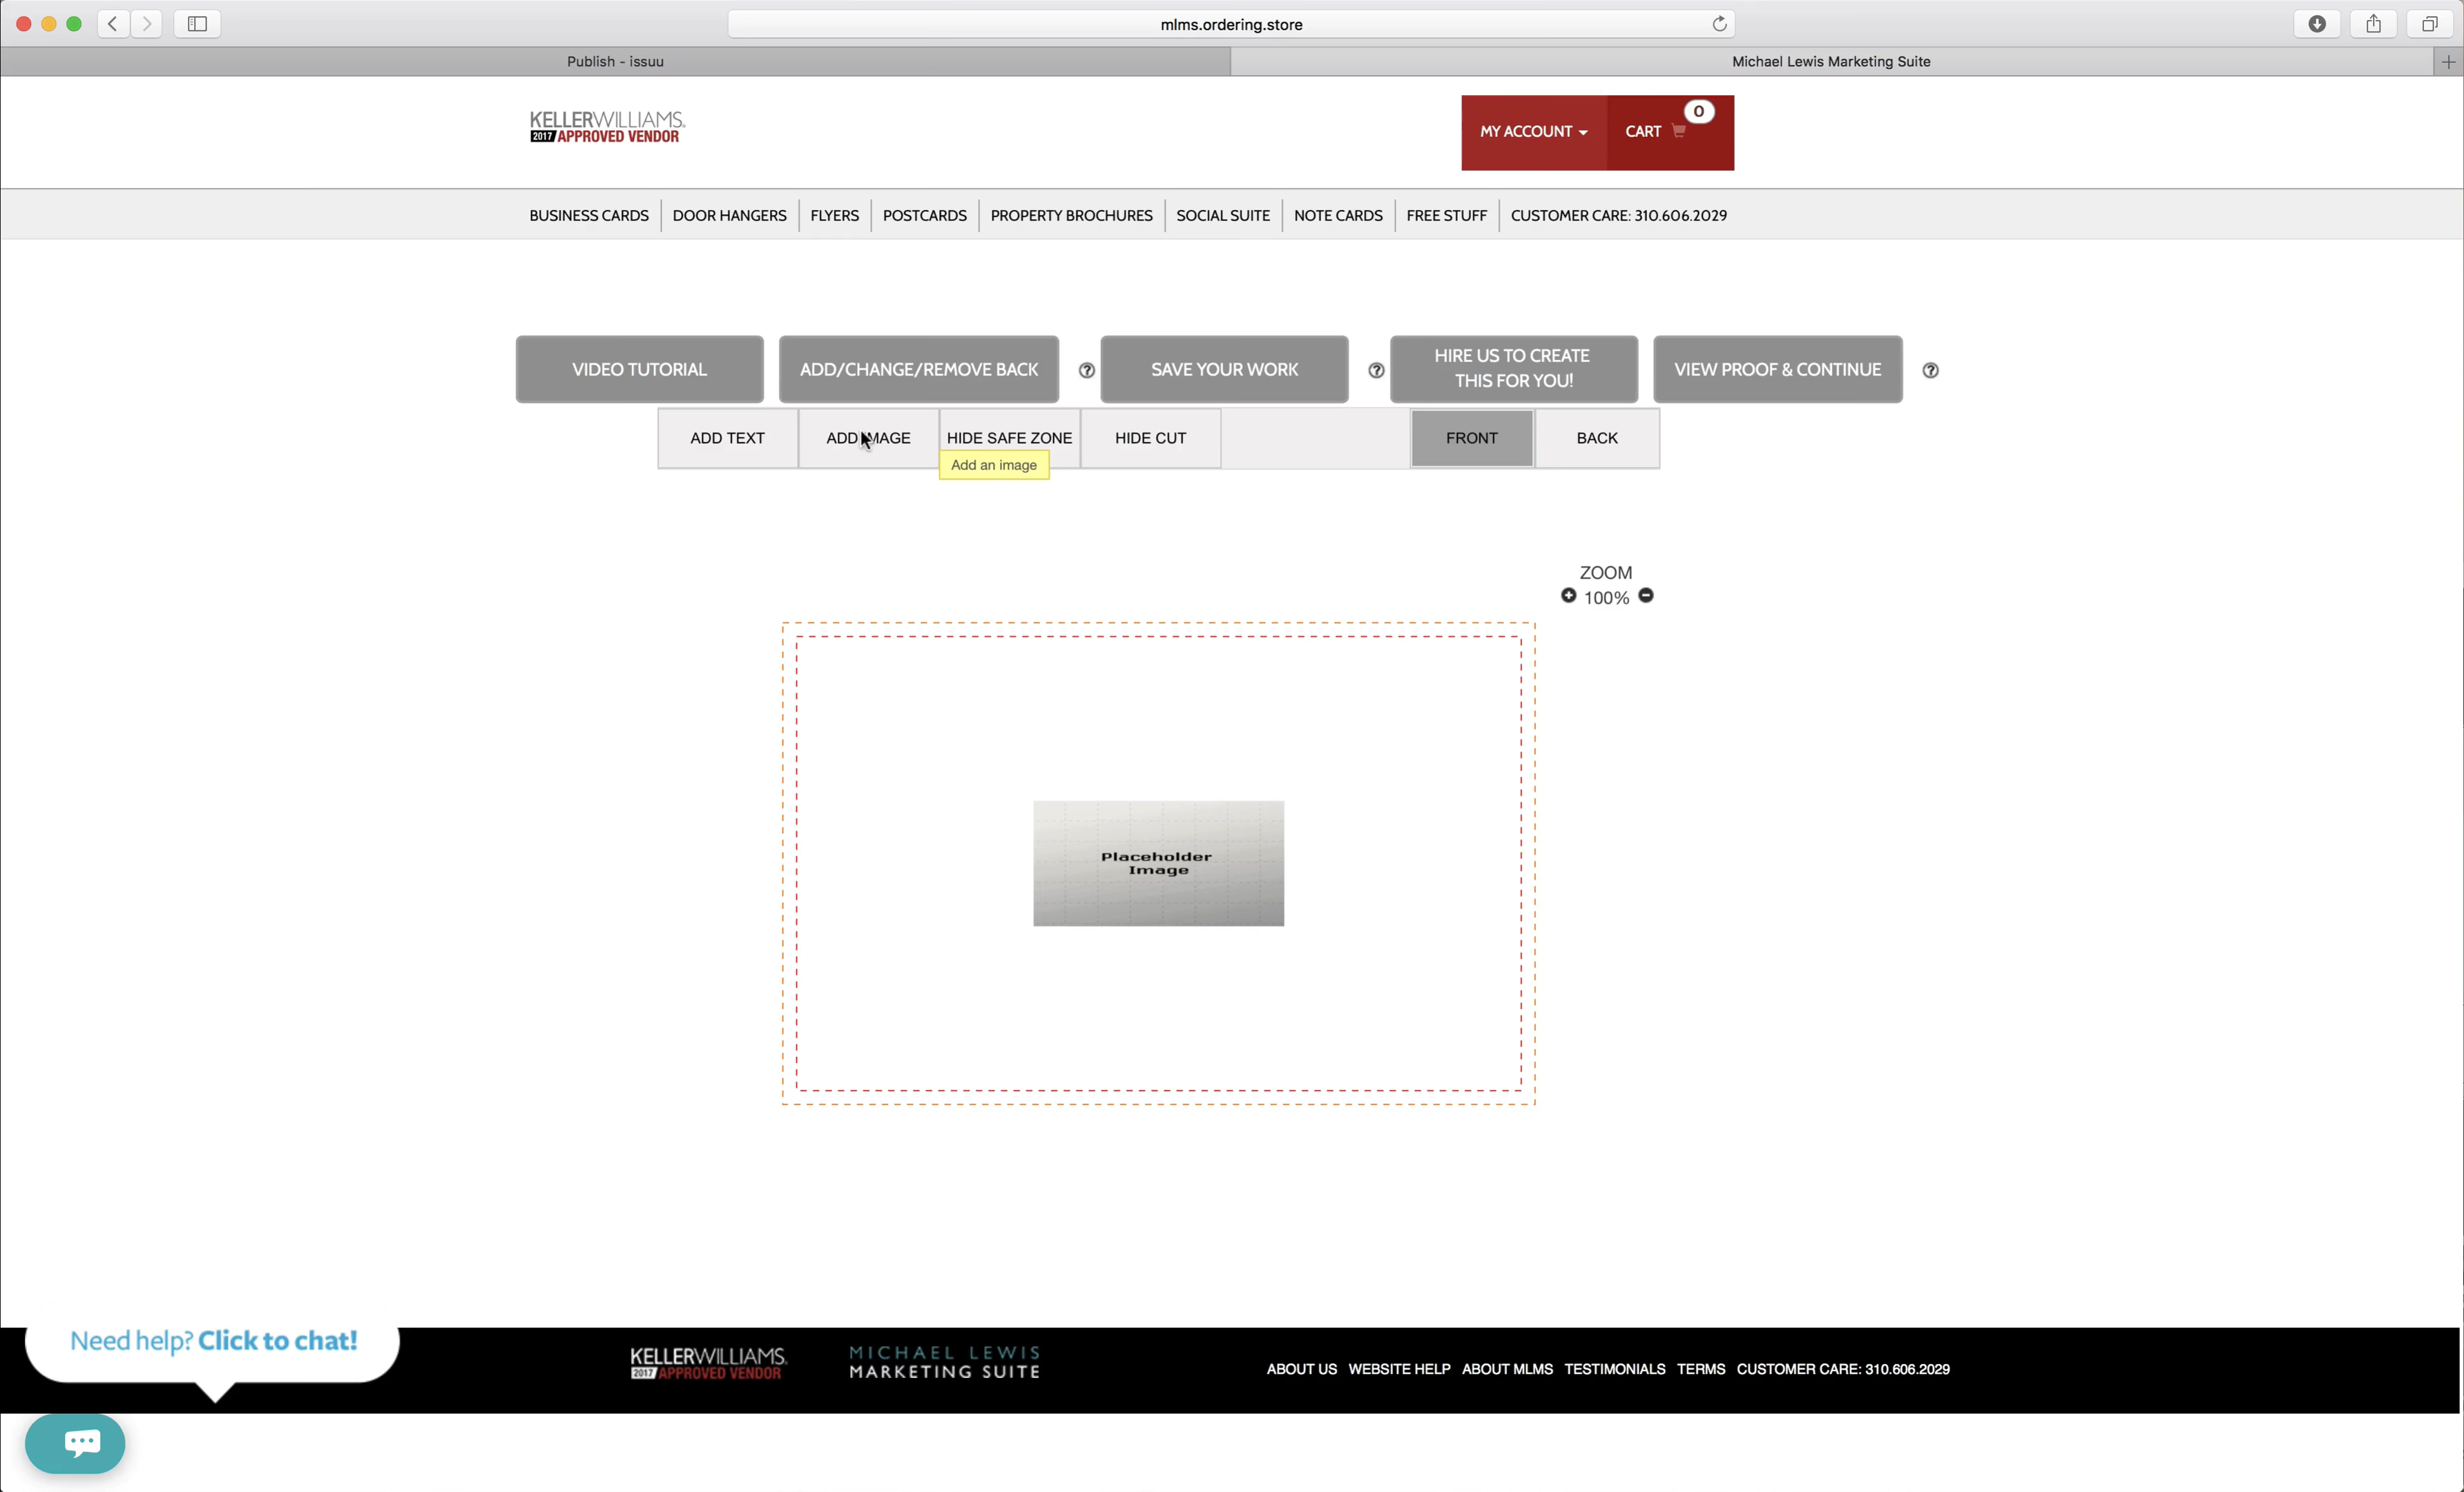 mlms.ordering.store
Publish - issuu
Michael Lewis Marketing Suite
KELLERWILLIAMS.
2017 APPROVED VENDOR
MY ACCOUNT
CART
0
BUSINESS CARDS
DOOR HANGERS
FLYERS
POSTCARDS
PROPERTY BROCHURES
SOCIAL SUITE
NOTE CARDS
FREE STUFF
CUSTOMER CARE: 310.606.2029
VIDEO TUTORIAL
ADD/CHANGE/REMOVE BACK
?
SAVE YOUR WORK
?
HIRE US TO CREATE
THIS FOR YOU!
VIEW PROOF & CONTINUE
?
ADD TEXT
ADD IMAGE
HIDE SAFE ZONE
HIDE CUT
FRONT
BACK
Add an image
ZOOM
100%
Placeholder
Image
Need help? Click to chat!
KELLERWILLIAMS.
2017 APPROVED VENDOR
MICHAEL LEWIS
MARKETING SUITE
ABOUT US
WEBSITE HELP
ABOUT MLMS
TESTIMONIALS
TERMS
CUSTOMER CARE: 310.606.2029